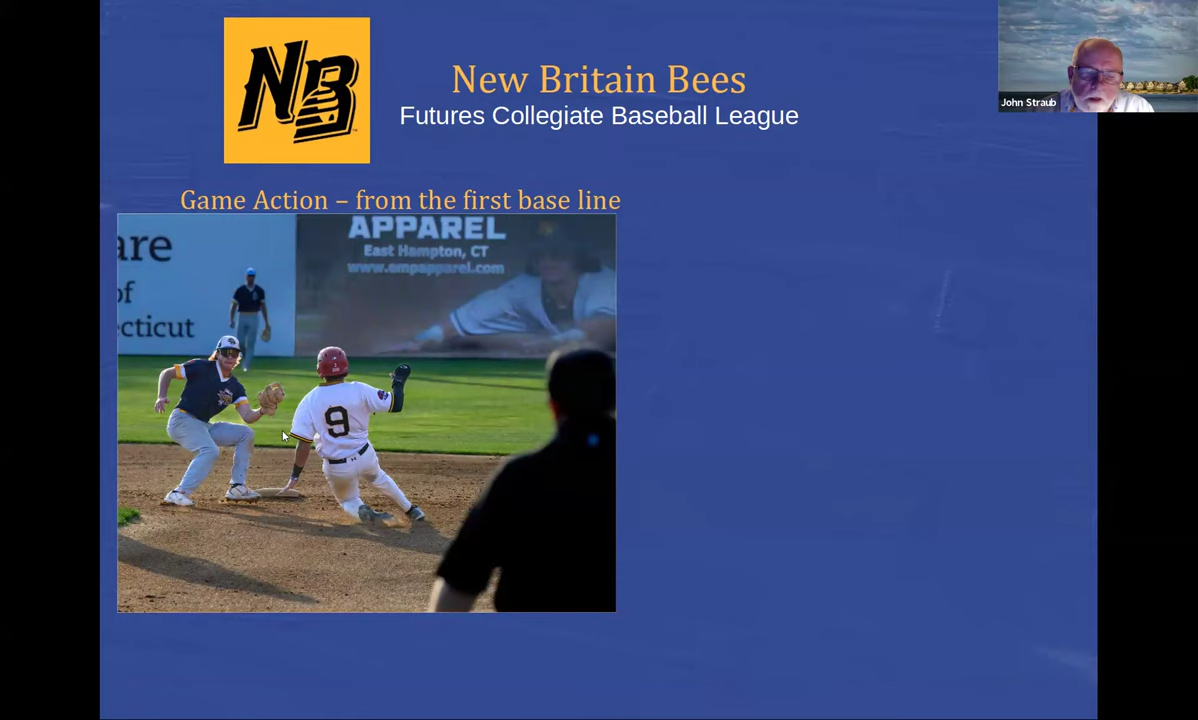 NB
New Britain Bees
Futures Collegiate Baseball League
John Straub
Game Action – from the first base line
are
of
cticut
APPAREL
East Hampton, CT
www.empapparel.com
9